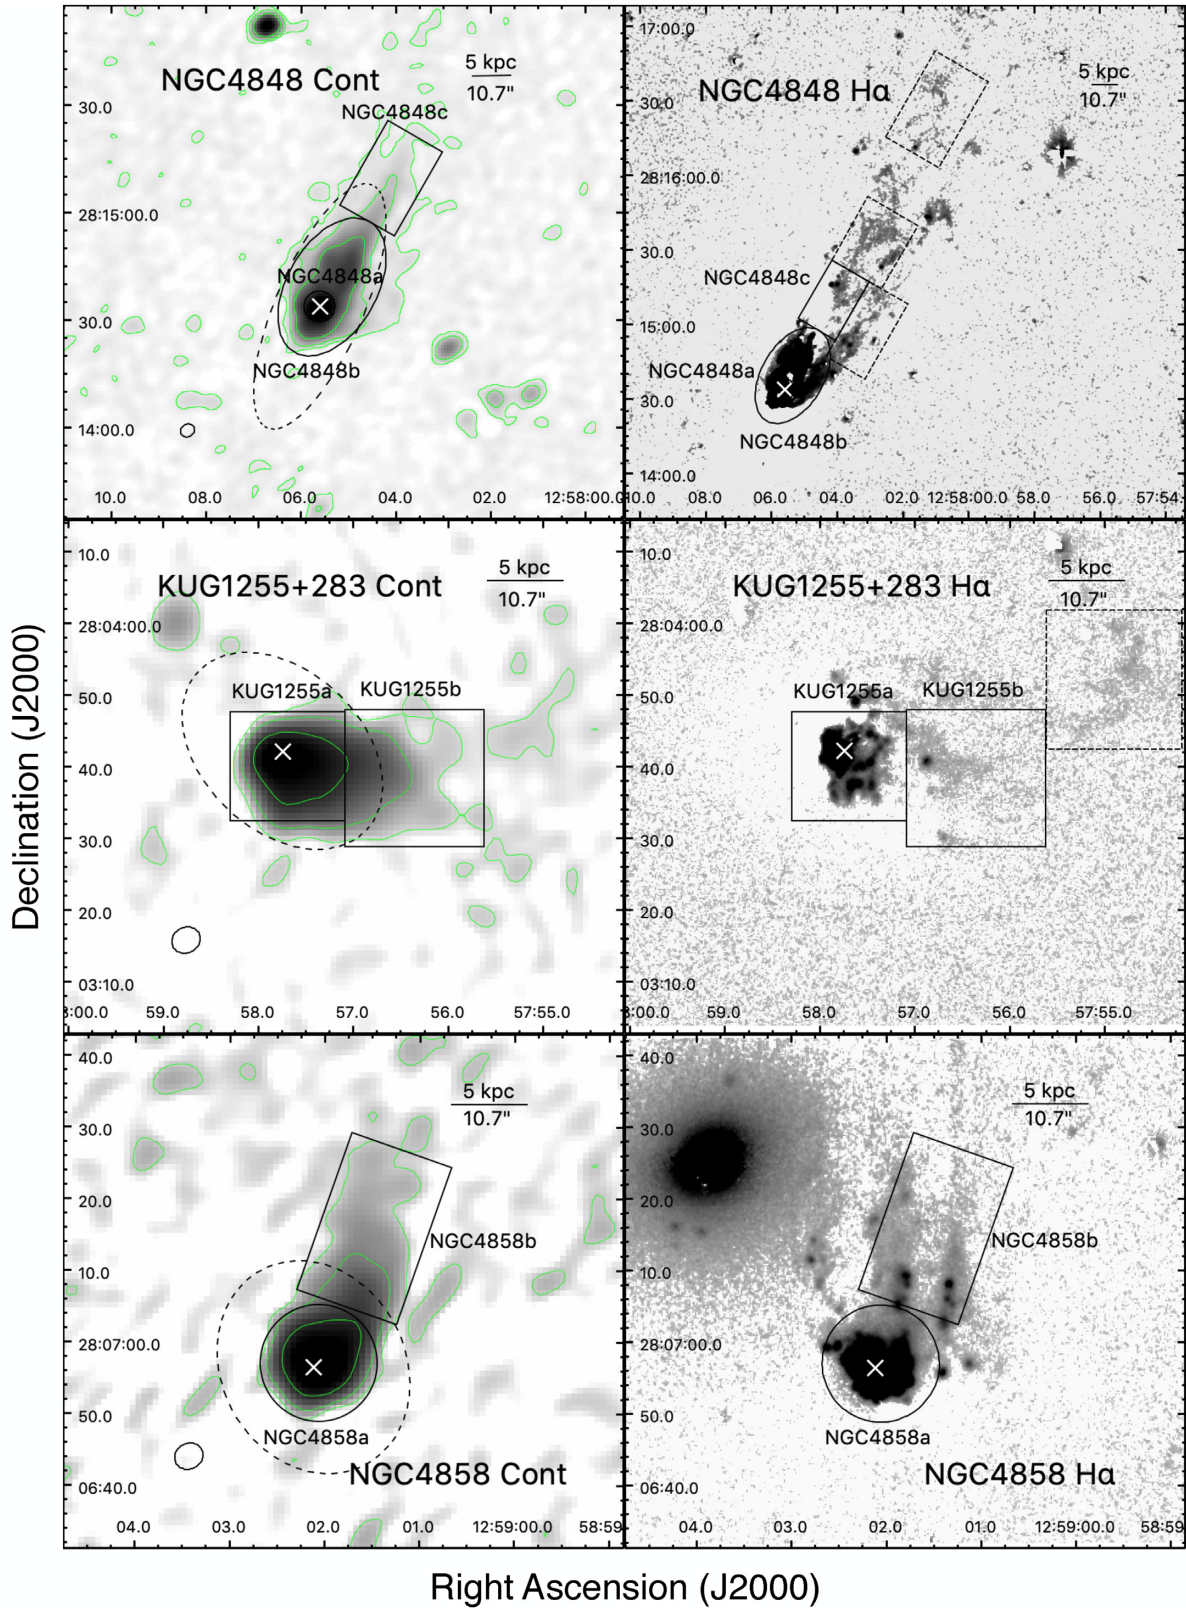 NGC4848 Cont
5 kpc
10.7"
NGC4848c
NGC4848a
NGC4848b
30.0
28:15:00.0
30.0
14:00.0
10.0 08.0 06.0 04.0 02.0 12:58:00.0
NGC4848 Hα
5 kpc
10.7"
NGC4848c
NGC4848a
NGC4848b
17:00.0
30.0
28:16:00.0
30.0
15:00.0
30.0
14:00.0
10.0 08.0 06.0 04.0 02.0 12:58:00.0 58.0 56.0 57:54.
KUG1255+283 Cont
5 kpc
10.7"
KUG1255a
KUG1255b
10.0
28:04:00.0
50.0
40.0
30.0
20.0
03:10.0
3:00.0 59.0 58.0 57.0 56.0 57:55.0
KUG1255+283 Hα
5 kpc
10.7"
KUG1255a
KUG1255b
10.0
28:04:00.0
50.0
40.0
30.0
20.0
03:10.0
3:00.0 59.0 58.0 57.0 56.0 57:55.0
5 kpc
10.7"
NGC4858b
NGC4858a
NGC4858 Cont
40.0
30.0
20.0
10.0
28:07:00.0
50.0
06:40.0
04.0 03.0 02.0 01.0 12:59:00.0 58:59
5 kpc
10.7"
NGC4858b
NGC4858a
NGC4858 Hα
40.0
30.0
20.0
10.0
28:07:00.0
50.0
06:40.0
04.0 03.0 02.0 01.0 12:59:00.0 58:59
Declination (J2000)
Right Ascension (J2000)